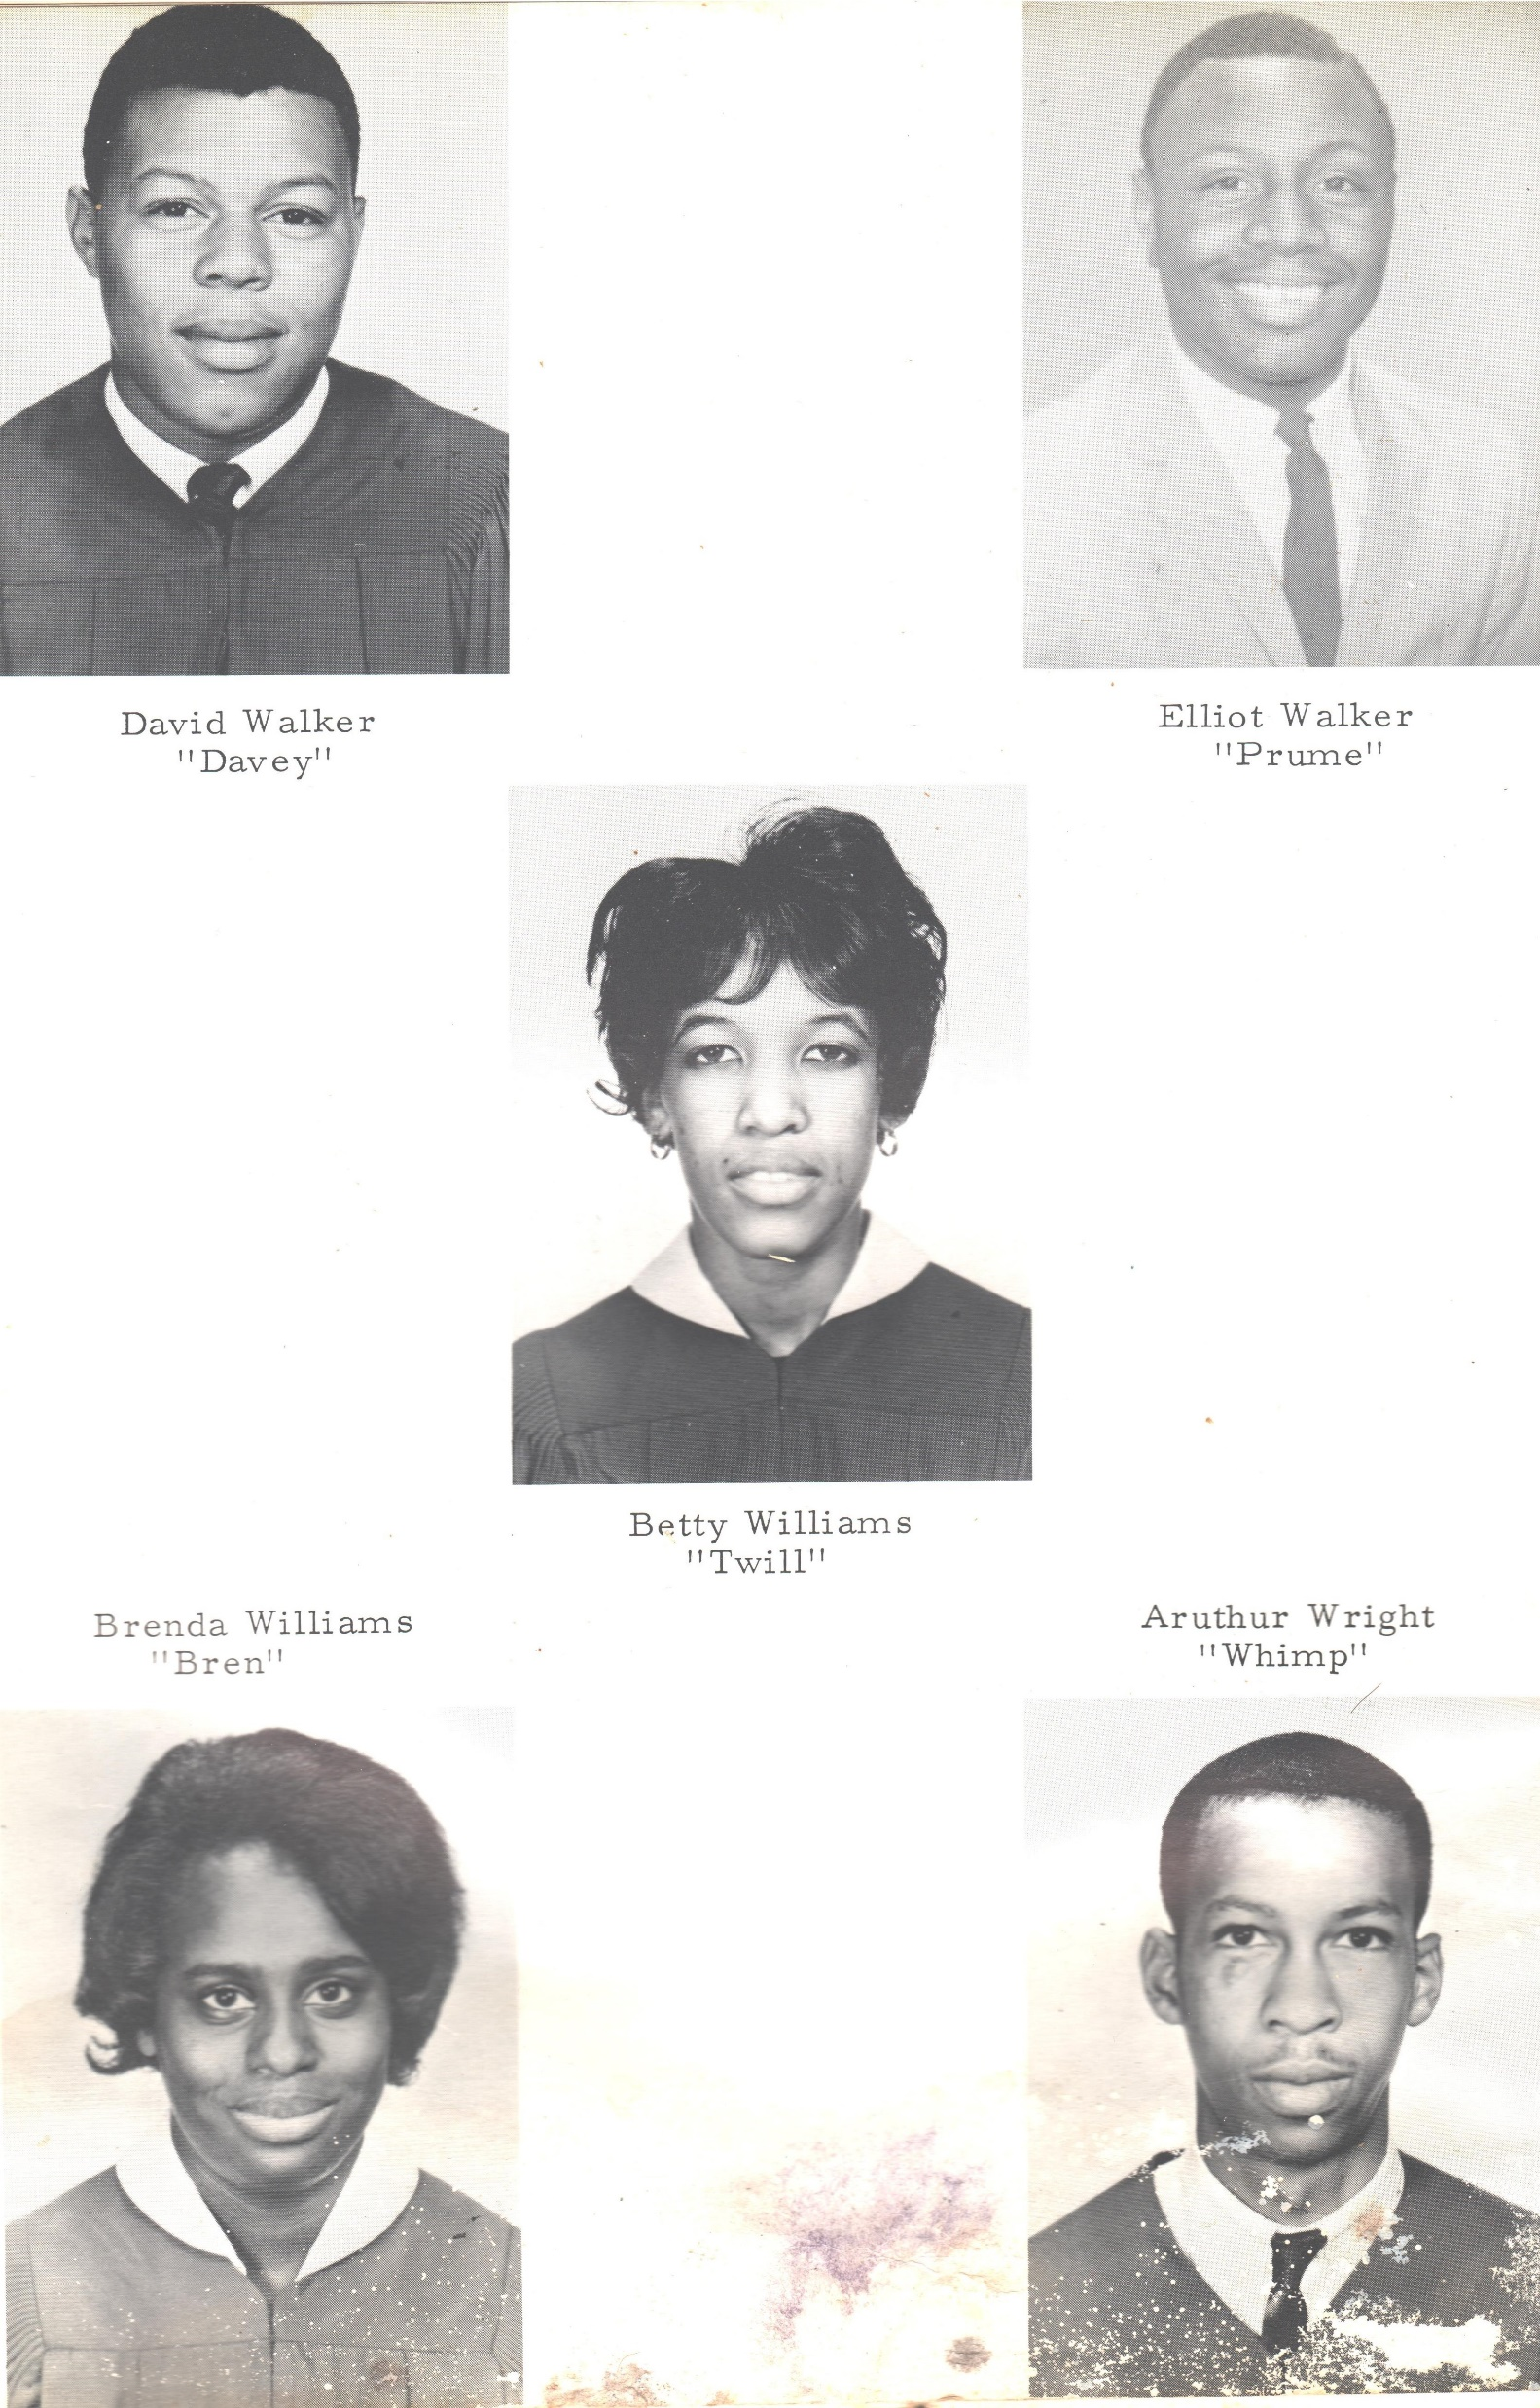 David Walker
"Davey"
Elliot Walker
"Prume"
Betty Williams
"Twill"
Brenda Williams
"Bren"
Aruthur Wright
"Whimp"